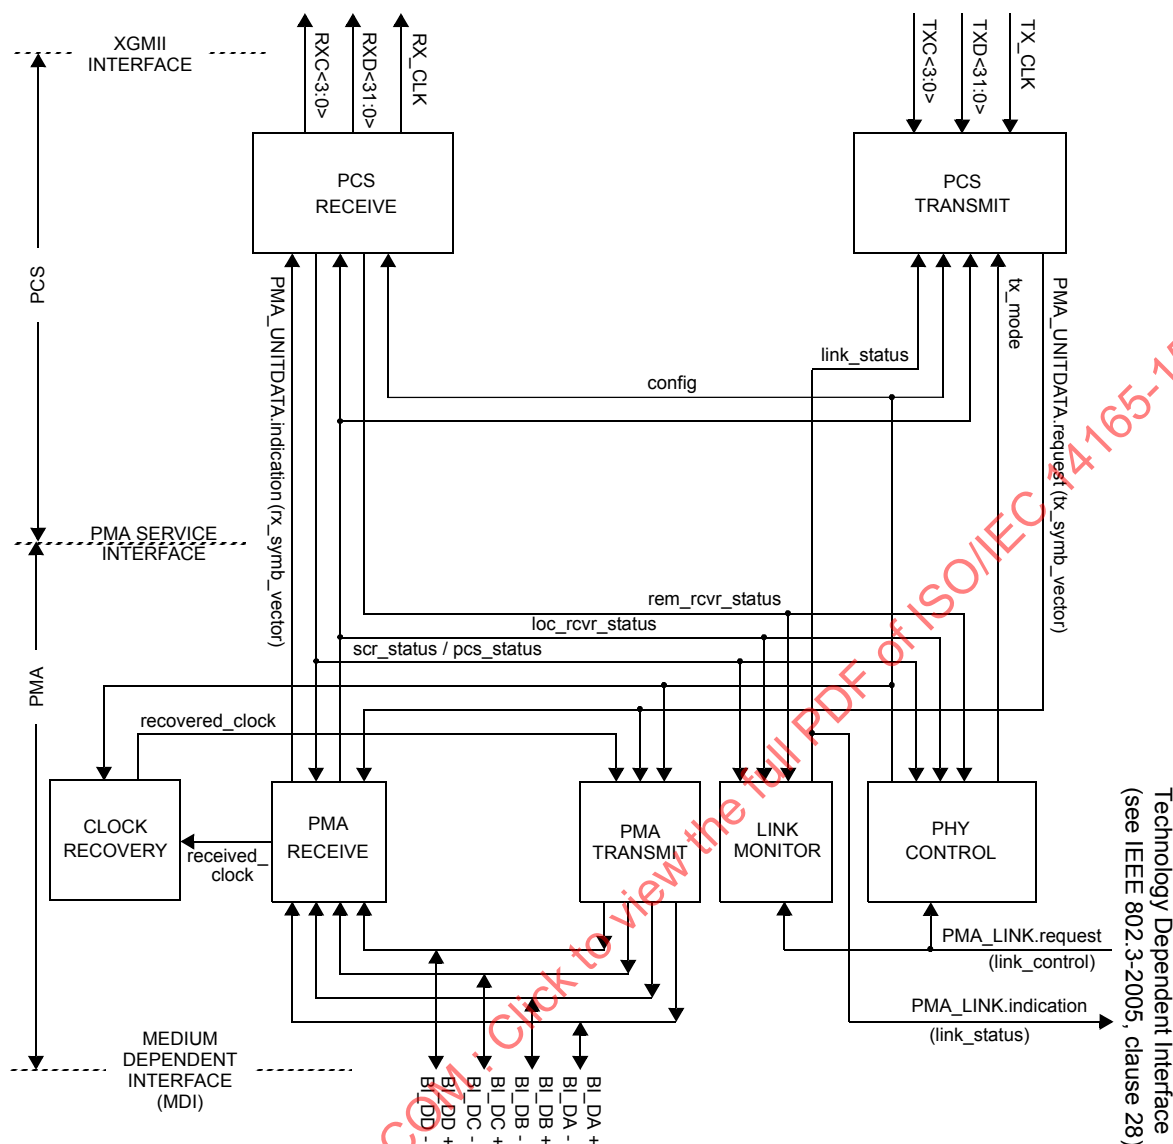 XGMII
INTERFACE
RXC<3:0>
RXD<31:0>
RX_CLK
TXC<3:0>
TXD<31:0>
TX_CLK
PCS
RECEIVE
PCS
TRANSMIT
PCS
PMA_UNITDATA.indication (rx_symb_vector)
tx_mode
PMA_UNITDATA.request (tx_symb_vector)
link_status
config
PMA SERVICE
INTERFACE
rem_rcvr_status
loc_rcvr_status
scr_status / pcs_status
PMA
recovered_clock
CLOCK
RECOVERY
received_
clock
PMA
RECEIVE
PMA
TRANSMIT
LINK
MONITOR
PHY
CONTROL
PMA_LINK.request
(link_control)
PMA_LINK.indication
(link_status)
Technology Dependent Interface
(see IEEE 802.3-2005, clause 28)
MEDIUM
DEPENDENT
INTERFACE
(MDI)
BI_DD -
BI_DD +
BI_DC -
BI_DC +
BI_DB -
BI_DB +
BI_DA -
BI_DA +
COM : Click to view the full PDF of ISO/IEC 14165-1